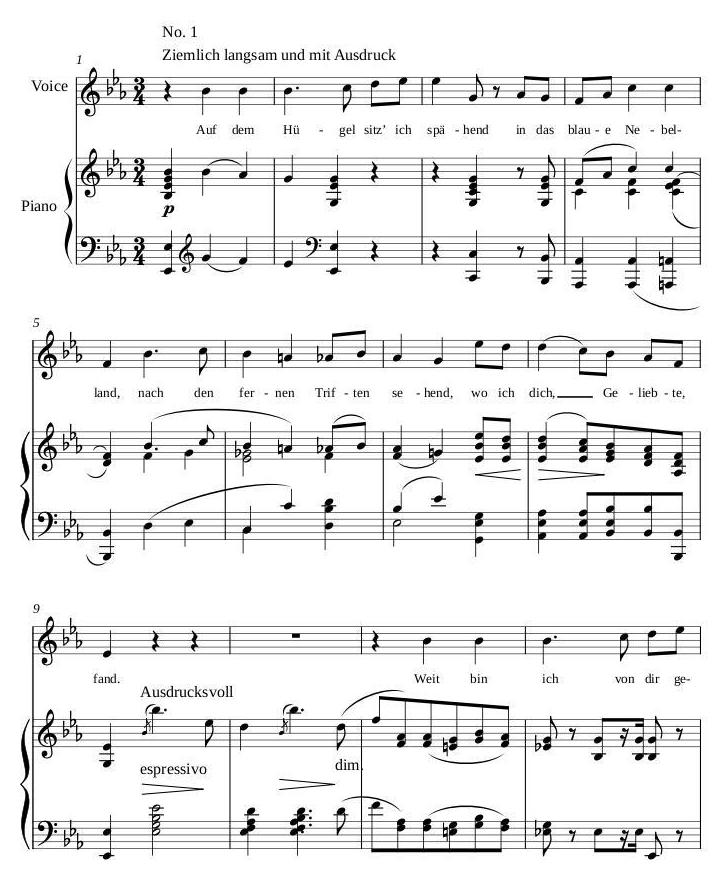 No. 1
Ziemlich langsam und mit Ausdruck
1
Voice
Auf dem Hü - gel sitz’ ich spä - hend in das blau - e Ne - bel-
Piano
p
5
land, nach den fer - nen Trif - ten se - hend, wo ich dich, Ge - lieb - te,
9
fand. Weit bin ich von dir ge-
Ausdrucksvoll
espressivo
dim.